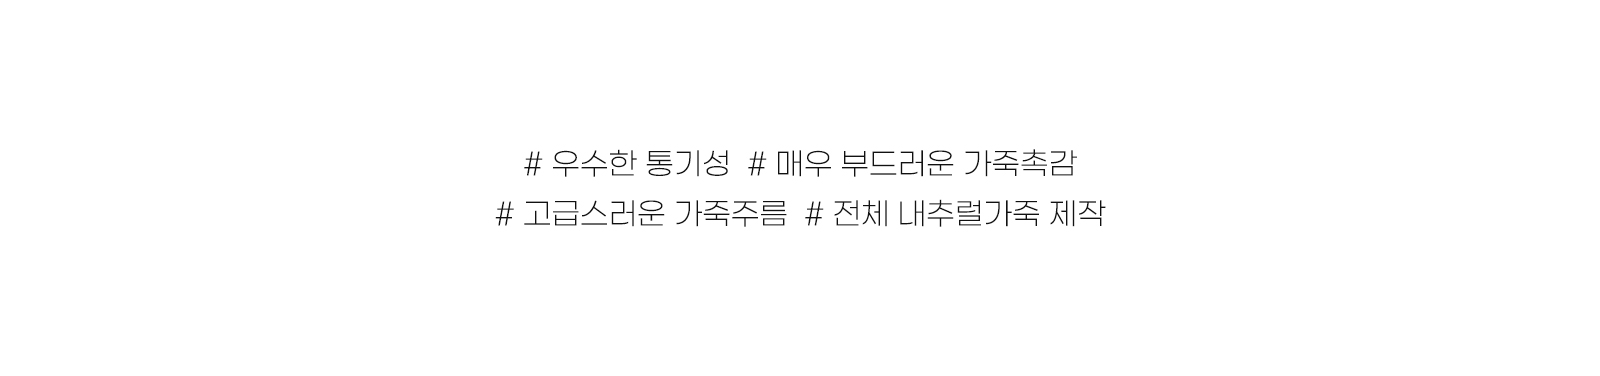 # 우수한 통기성  # 매우 부드러운 가죽촉감
# 고급스러운 가죽주름  # 전체 내추럴가죽 제작